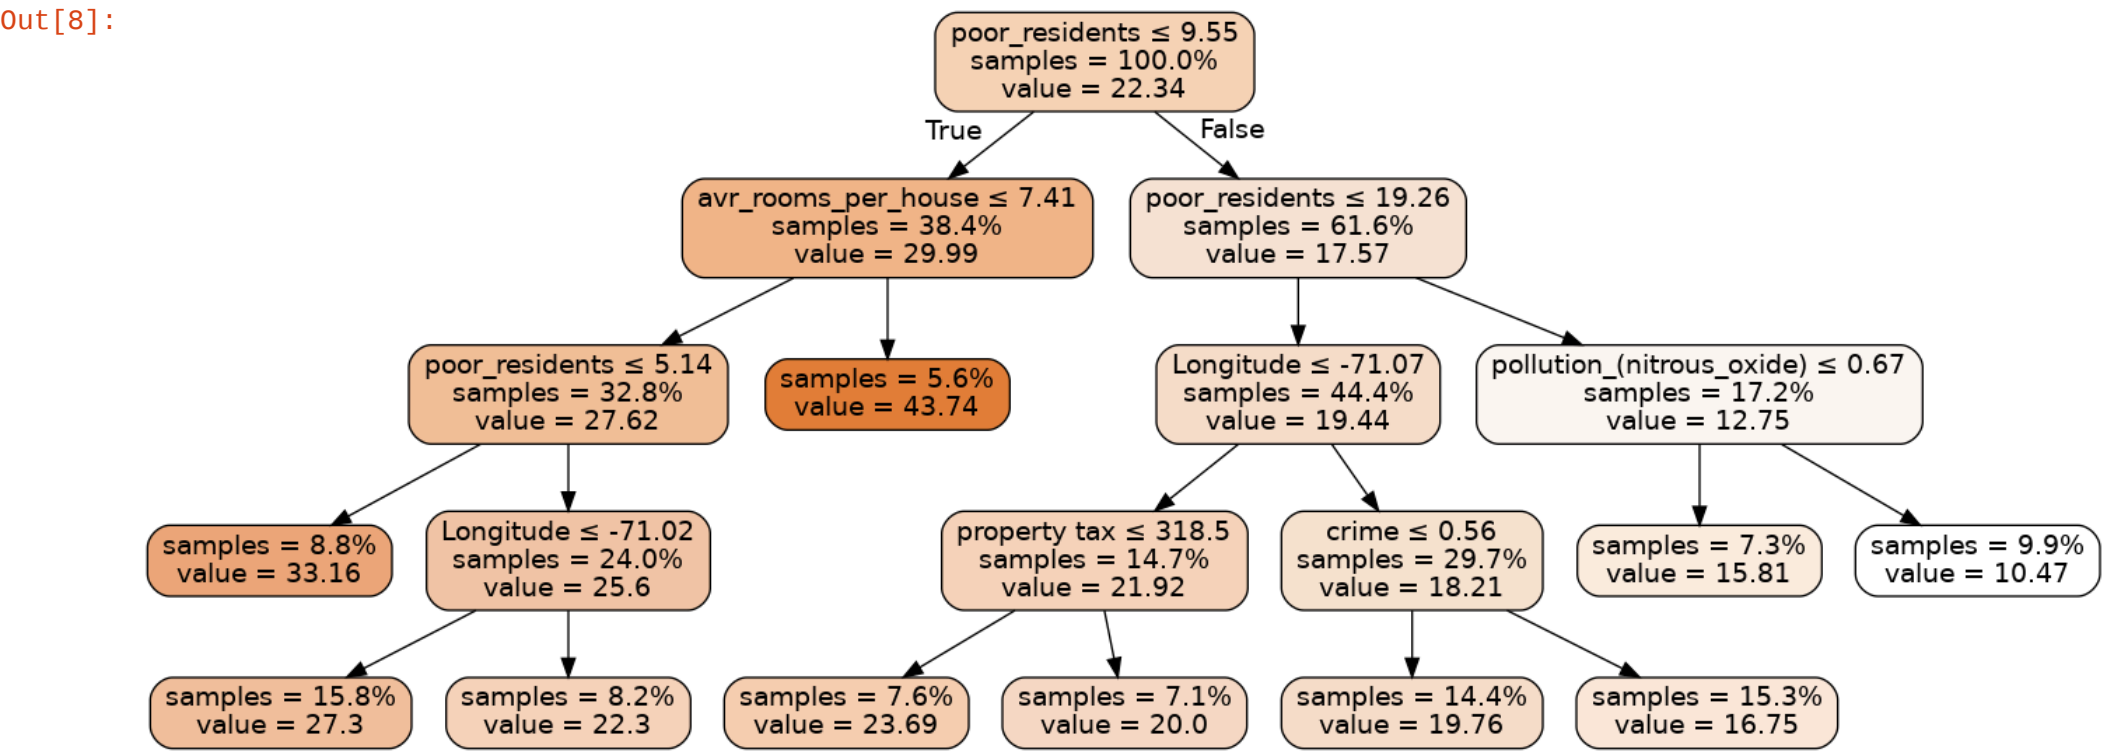 Out[8]:
poor_residents ≤ 9.55
samples = 100.0%
value = 22.34
True
False
avr_rooms_per_house ≤ 7.41
samples = 38.4%
value = 29.99
poor_residents ≤ 19.26
samples = 61.6%
value = 17.57
poor_residents ≤ 5.14
samples = 32.8%
value = 27.62
samples = 5.6%
value = 43.74
Longitude ≤ -71.07
samples = 44.4%
value = 19.44
pollution_(nitrous_oxide) ≤ 0.67
samples = 17.2%
value = 12.75
samples = 8.8%
value = 33.16
Longitude ≤ -71.02
samples = 24.0%
value = 25.6
property tax ≤ 318.5
samples = 14.7%
value = 21.92
crime ≤ 0.56
samples = 29.7%
value = 18.21
samples = 7.3%
value = 15.81
samples = 9.9%
value = 10.47
samples = 15.8%
value = 27.3
samples = 8.2%
value = 22.3
samples = 7.6%
value = 23.69
samples = 7.1%
value = 20.0
samples = 14.4%
value = 19.76
samples = 15.3%
value = 16.75